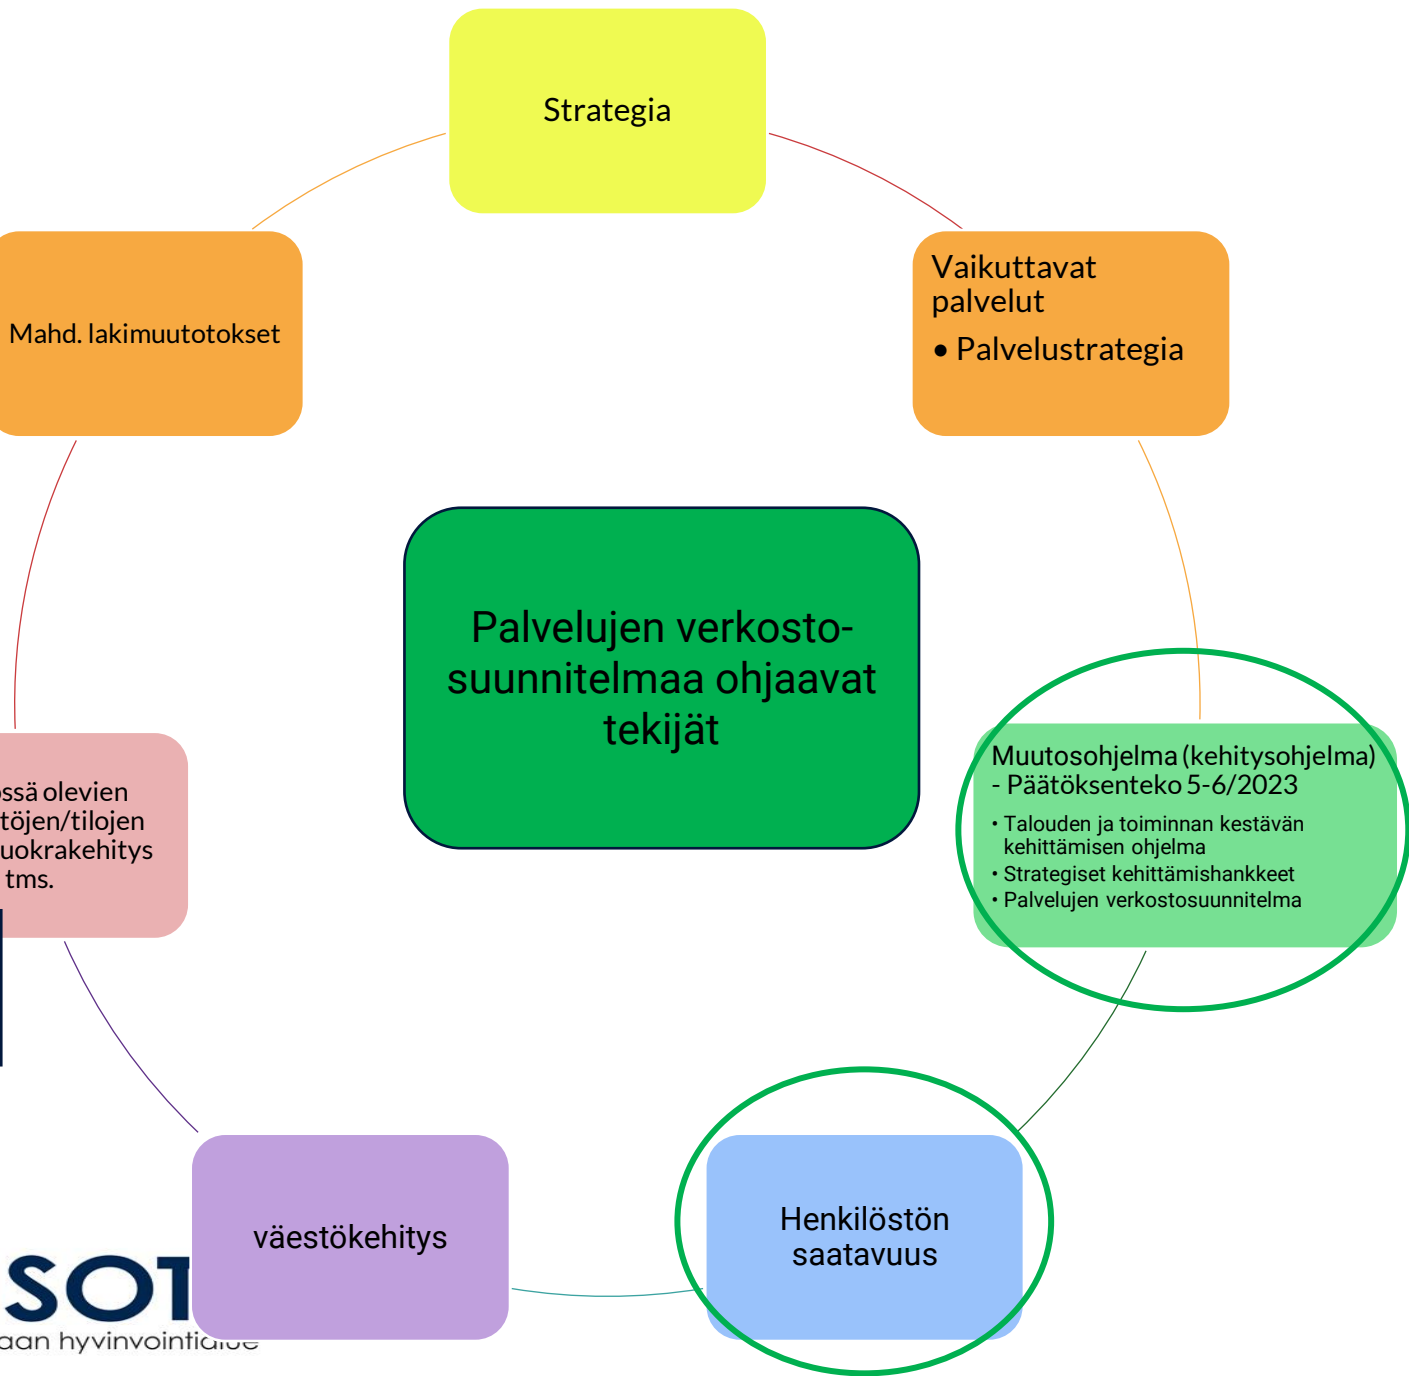 Strategia
Vaikuttavat
palvelut
• Palvelustrategia
Mahd. lakimuutotokset
Palvelujen verkosto-
suunnitelmaa ohjaavat
tekijät
Muutosohjelma (kehitysohjelma)
- Päätöksenteko 5-6/2023
• Talouden ja toiminnan kestävän
kehittämisen ohjelma
• Strategiset kehittämishankkeet
• Palvelujen verkostosuunnitelma
olevien
töjen/tilojen
uokrakehitys
tms.
Henkilöstön
saatavuus
väestökehitys
SOT
aan hyvinvointialue